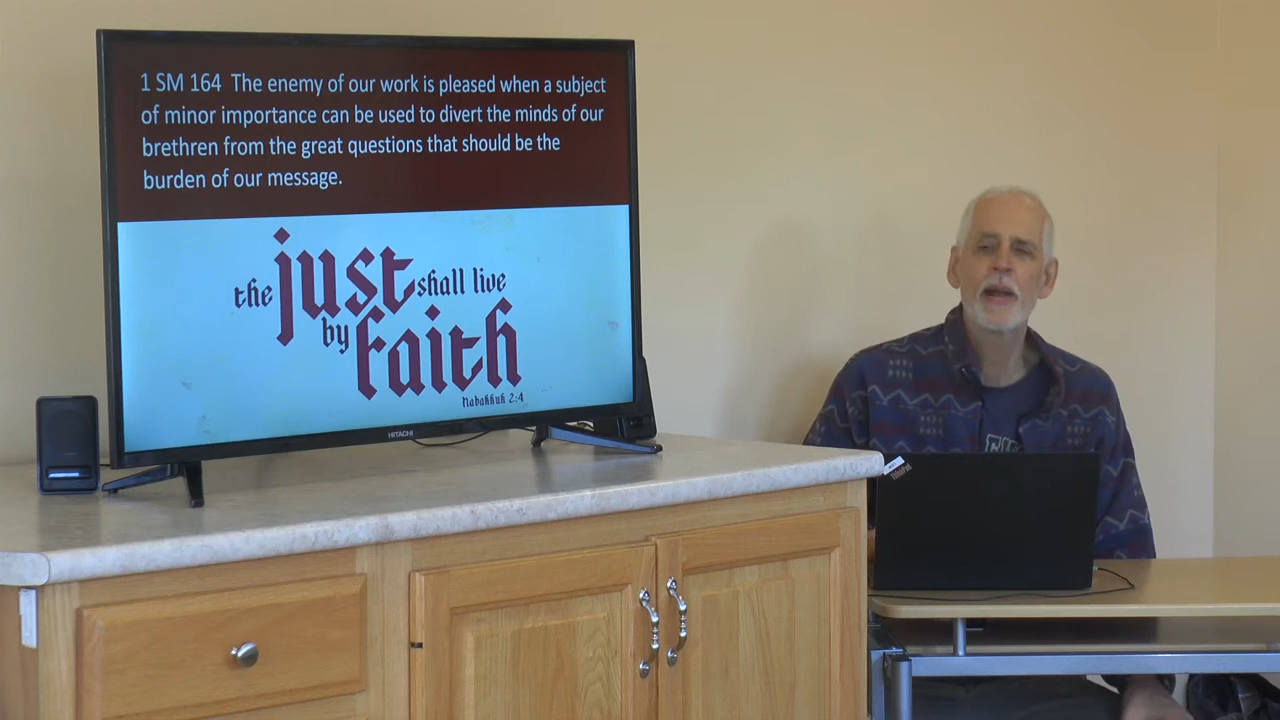 1 SM 164 The enemy of our work is pleased when a subject
of minor importance can be used to divert the minds of our
brethren from the great questions that should be the
burden of our message.
the just shall live
by faith
Habakkuk 2:4
HITACHI
ThinkPad